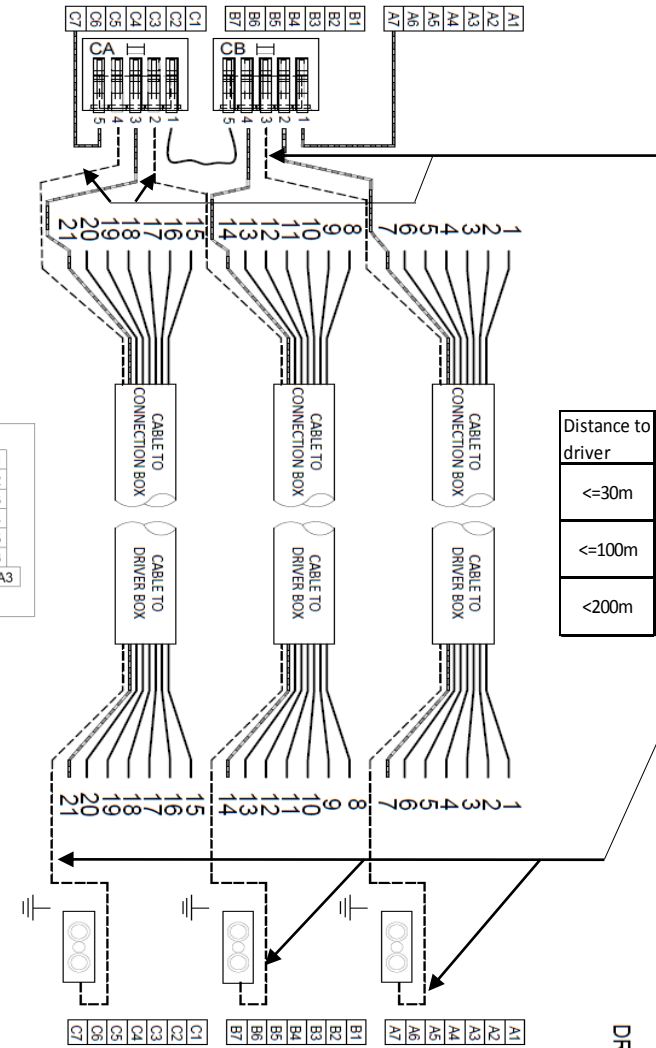 C7 C6 C5 C4 C3 C2 C1
B7 B6 B5 B4 B3 B2 B1
A7 A6 A5 A4 A3 A2 A1
CA
CB
5 4 3 2 1
5 4 3 2 1
21 20 19 18 17 16 15
14 13 12 11 10 9 8
7 6 5 4 3 2 1
CABLE TO
CONNECTION BOX
CABLE TO
CONNECTION BOX
CABLE TO
CONNECTION BOX
Distance to
driver
<=30m
<=100m
<200m
A3
CABLE TO
DRIVER BOX
CABLE TO
DRIVER BOX
CABLE TO
DRIVER BOX
21 20 19 18 17 16 15
14 13 12 11 10 9 8
7 6 5 4 3 2 1
C7 C6 C5 C4 C3 C2 C1
B7 B6 B5 B4 B3 B2 B1
A7 A6 A5 A4 A3 A2 A1
DR